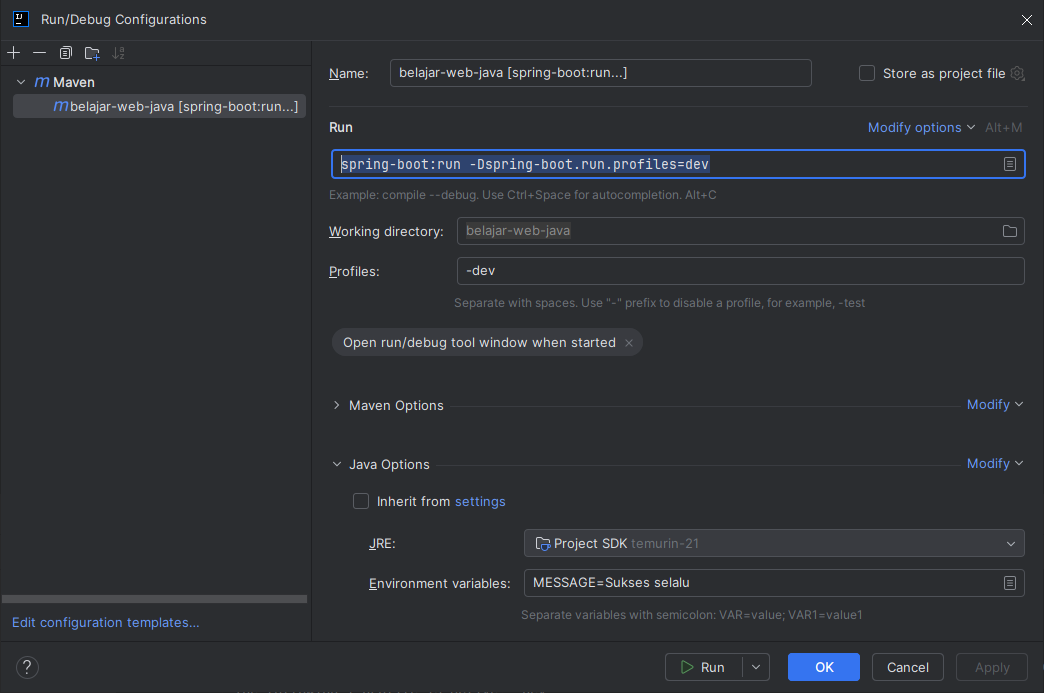 Run/Debug Configurations
Maven
belajar-web-java [spring-boot:run...]
Edit configuration templates...
Name:
belajar-web-java [spring-boot:run...]
Store as project file
Run
Modify options
Alt+M
spring-boot:run -Dspring-boot.run.profiles=dev
Example: compile --debug. Use Ctrl+Space for autocompletion. Alt+C
Working directory:
belajar-web-java
Profiles:
-dev
Separate with spaces. Use "-" prefix to disable a profile, for example, -test
Open run/debug tool window when started
Maven Options
Modify
Java Options
Modify
Inherit from settings
JRE:
Project SDK temurin-21
Environment variables:
MESSAGE=Sukses selalu
Separate variables with semicolon: VAR=value; VAR1=value1
?
Run
OK
Cancel
Apply